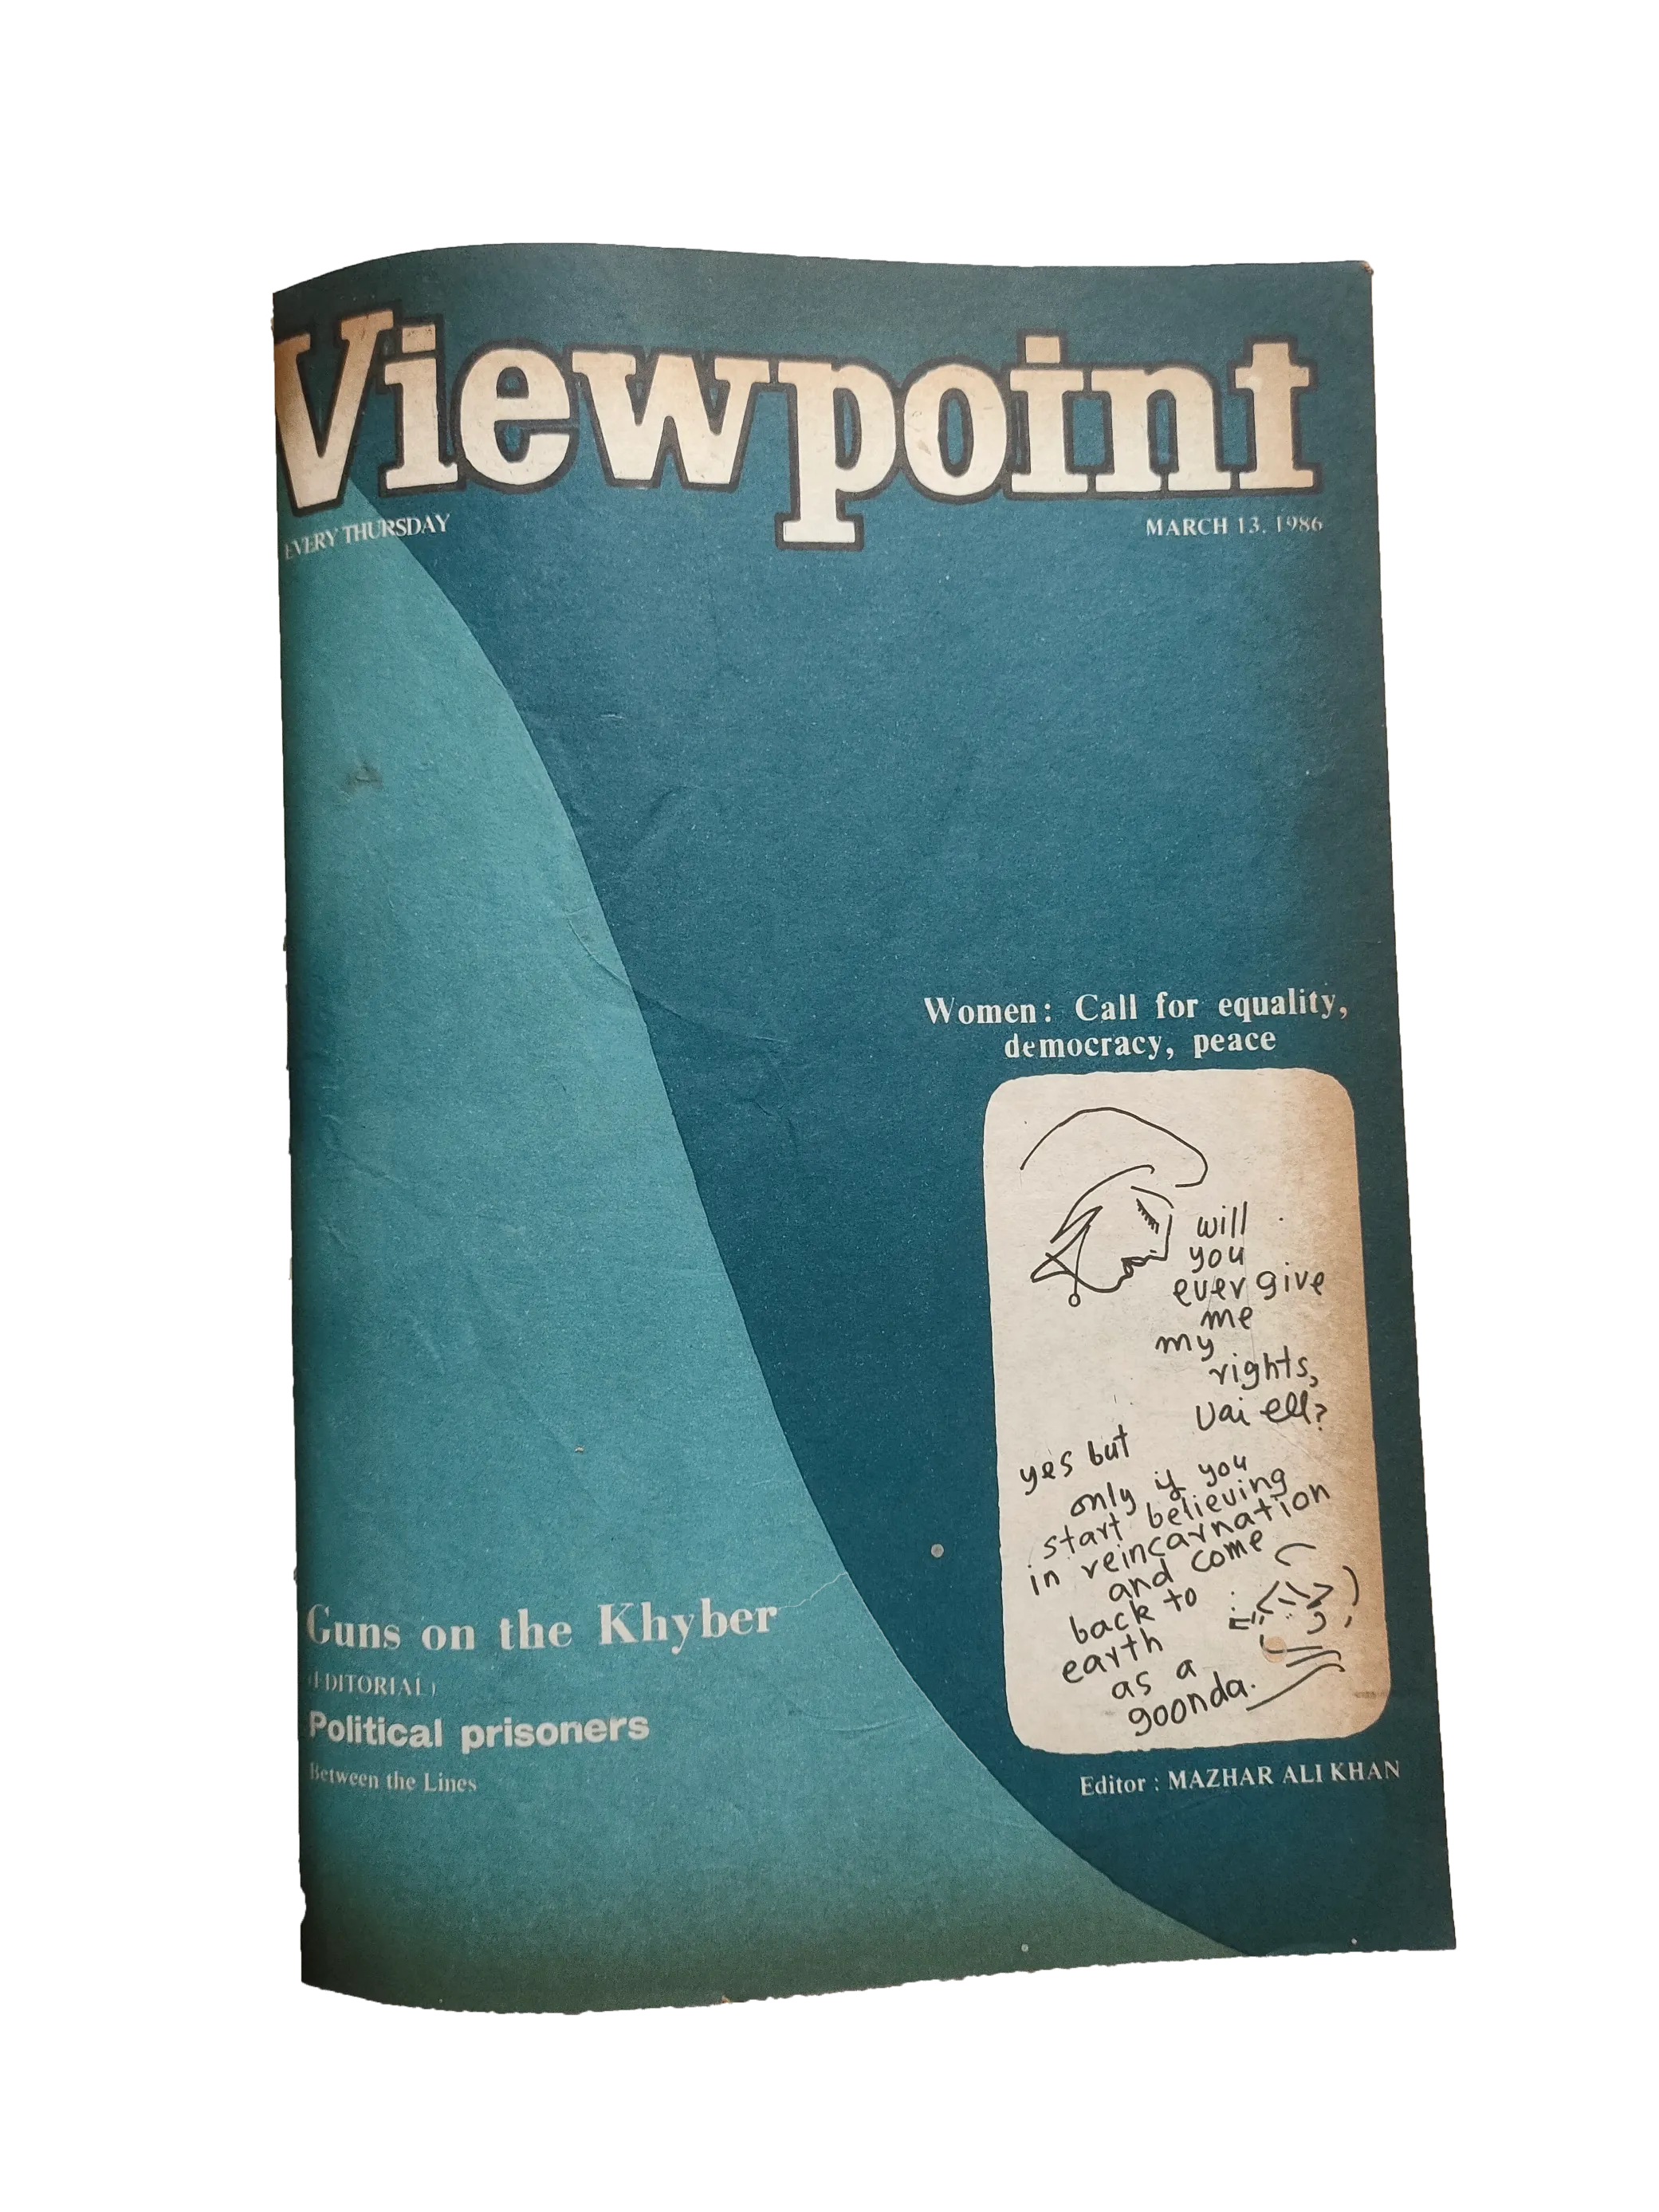 Viewpoint
EVERY THURSDAY
MARCH 13, 1986
Women: Call for equality,
democracy, peace
will
you
ever give
me
my
rights,
Vai ell?
yes but
only if you
start believing
in reincarnation
and come
back to
earth
as a
goonda.
Guns on the Khyber
(EDITORIAL)
Political prisoners
Between the Lines
Editor : MAZHAR ALI KHAN